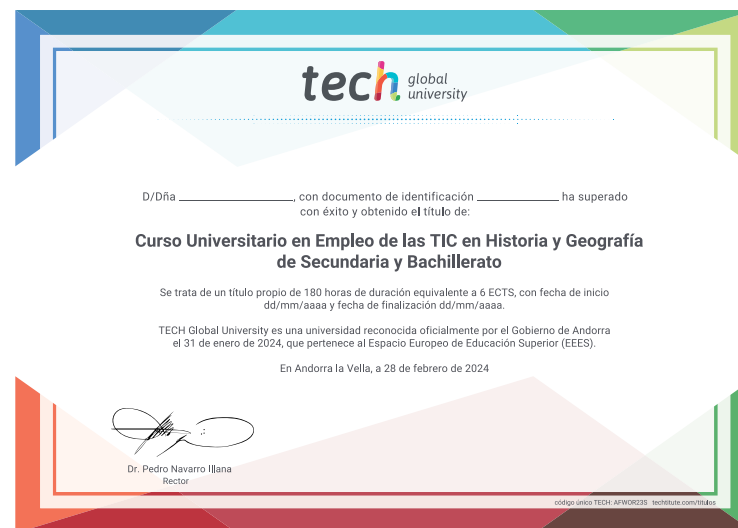 tech global
university
D/Dña ______________, con documento de identificación ______________ ha superado
con éxito y obtenido el título de:
Curso Universitario en Empleo de las TIC en Historia y Geografía
de Secundaria y Bachillerato
Se trata de un título propio de 180 horas de duración equivalente a 6 ECTS, con fecha de inicio
dd/mm/aaaa y fecha de finalización dd/mm/aaaa.
TECH Global University es una universidad reconocida oficialmente por el Gobierno de Andorra
el 31 de enero de 2024, que pertenece al Espacio Europeo de Educación Superior (EEES).
En Andorra la Vella, a 28 de febrero de 2024
Dr. Pedro Navarro Illana
Rector
código único TECH: AFWOR23S techtitute.com/titulos